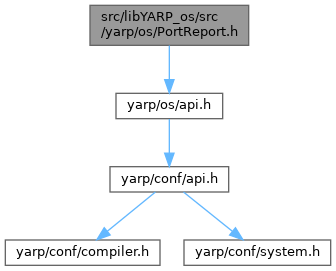 src/libYARP_os/src
/yarp/os/PortReport.h
yarp/os/api.h
yarp/conf/api.h
yarp/conf/compiler.h
yarp/conf/system.h